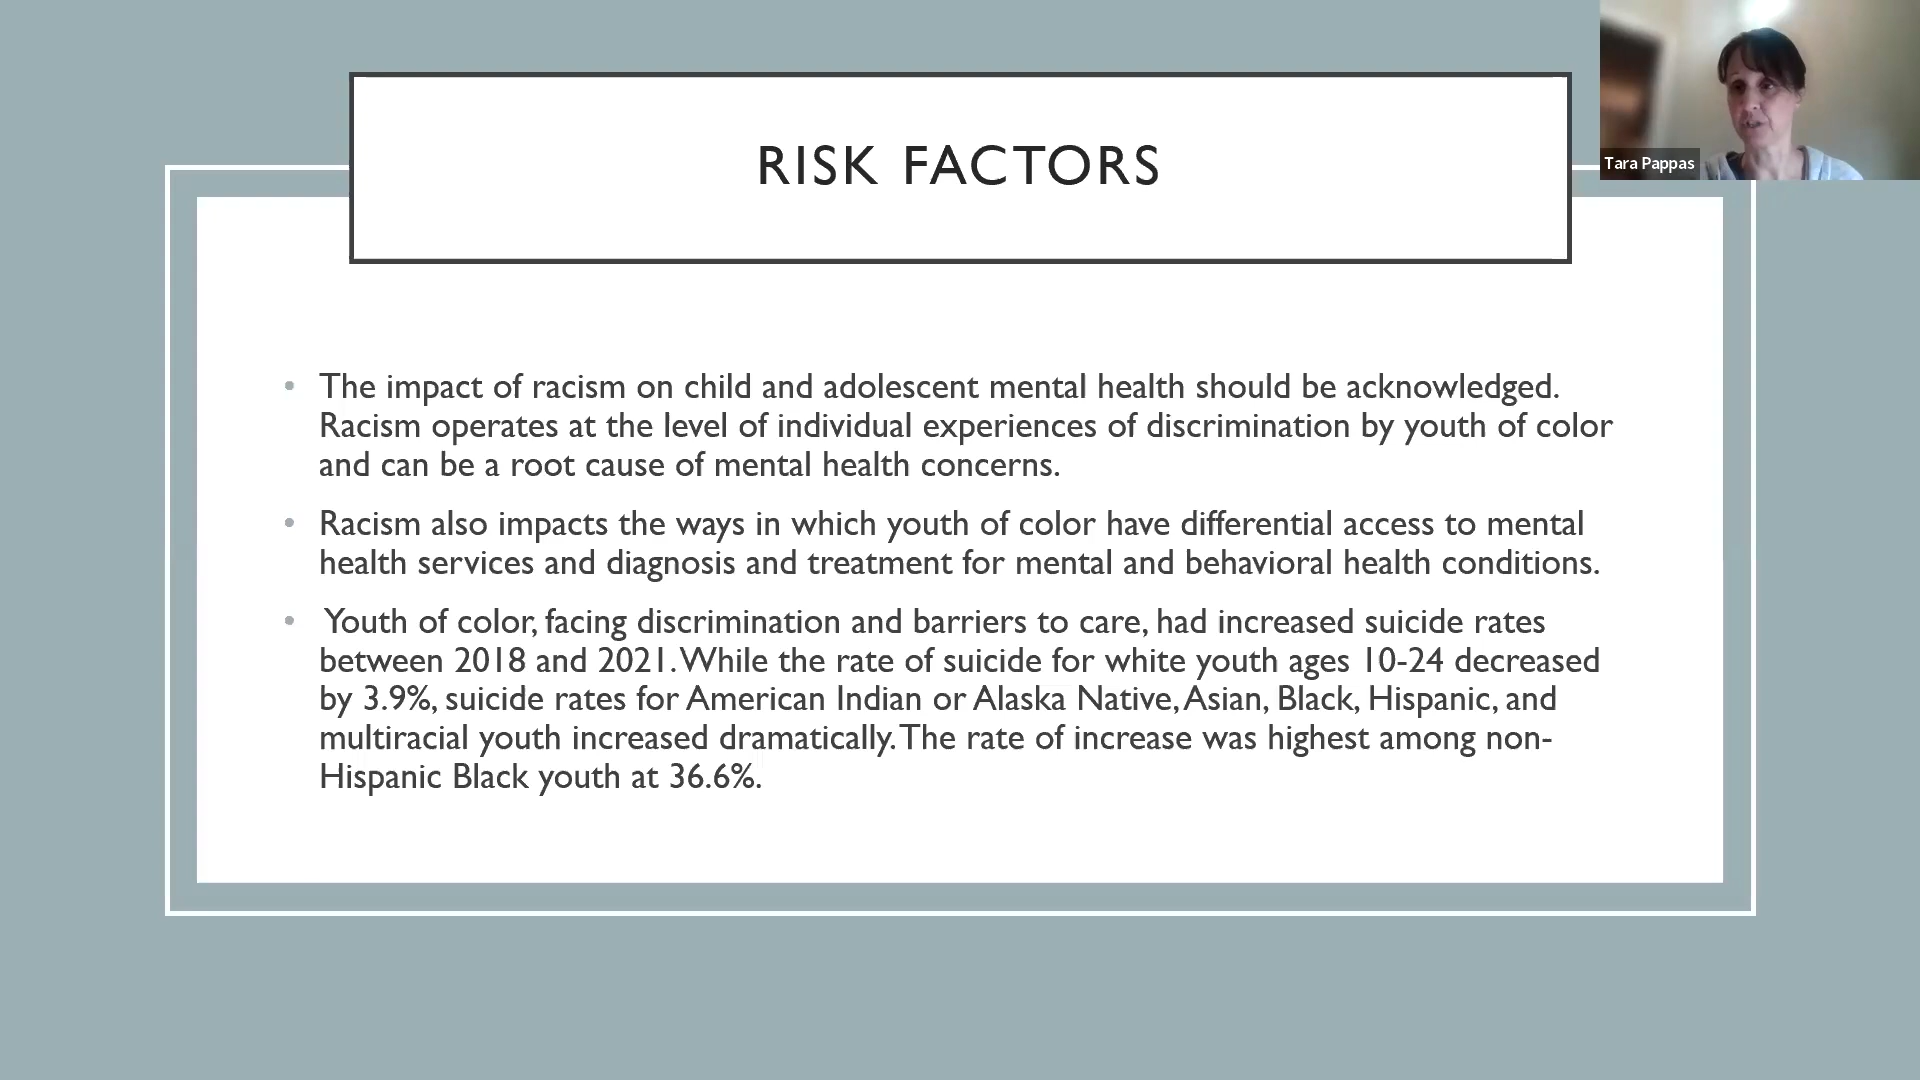 RISK FACTORS
Tara Pappas
• The impact of racism on child and adolescent mental health should be acknowledged.
Racism operates at the level of individual experiences of discrimination by youth of color
and can be a root cause of mental health concerns.
• Racism also impacts the ways in which youth of color have differential access to mental
health services and diagnosis and treatment for mental and behavioral health conditions.
• Youth of color, facing discrimination and barriers to care, had increased suicide rates
between 2018 and 2021. While the rate of suicide for white youth ages 10-24 decreased
by 3.9%, suicide rates for American Indian or Alaska Native, Asian, Black, Hispanic, and
multiracial youth increased dramatically. The rate of increase was highest among non-
Hispanic Black youth at 36.6%.